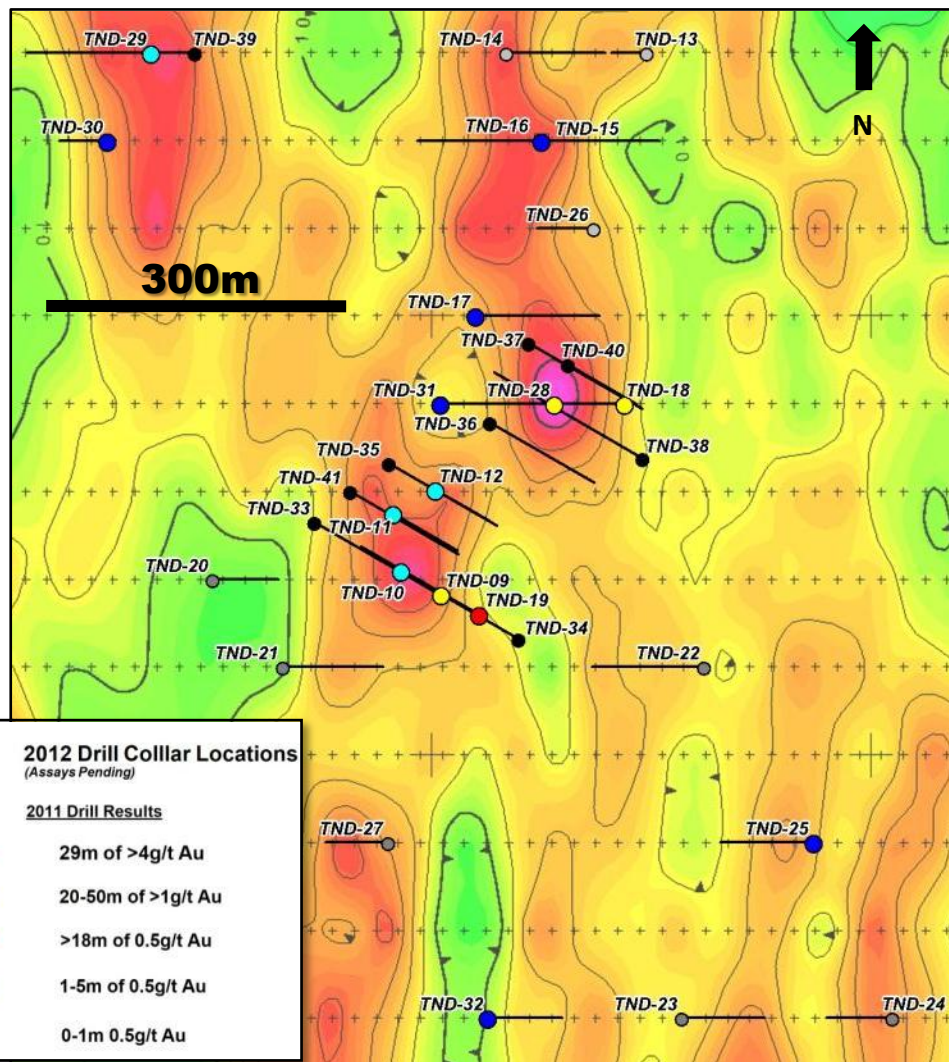 TND-29
TND-39
TND-14
TND-13
10
TND-30
TND-16
TND-15
N
0
TND-26
10
300m
TND-17
TND-37
TND-40
TND-31
TND-28
TND-18
TND-36
TND-38
TND-35
TND-12
TND-41
TND-33
TND-11
TND-20
TND-10
TND-09
TND-19
TND-34
TND-21
TND-22
2012 Drill Colllar Locations
(Assays Pending)
2011 Drill Results
29m of >4g/t Au
20-50m of >1g/t Au
>18m of 0.5g/t Au
1-5m of 0.5g/t Au
0-1m 0.5g/t Au
TND-27
TND-25
TND-32
TND-23
TND-24